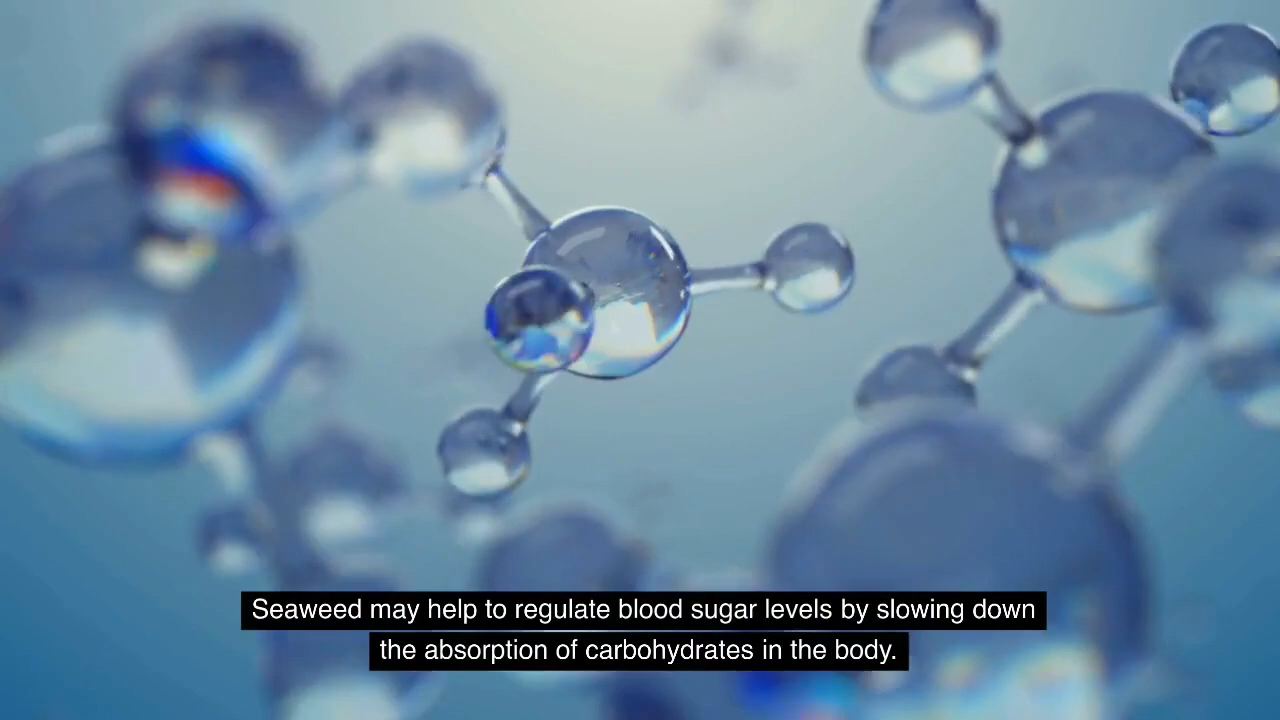 Seaweed may help to regulate blood sugar levels by slowing down
the absorption of carbohydrates in the body.